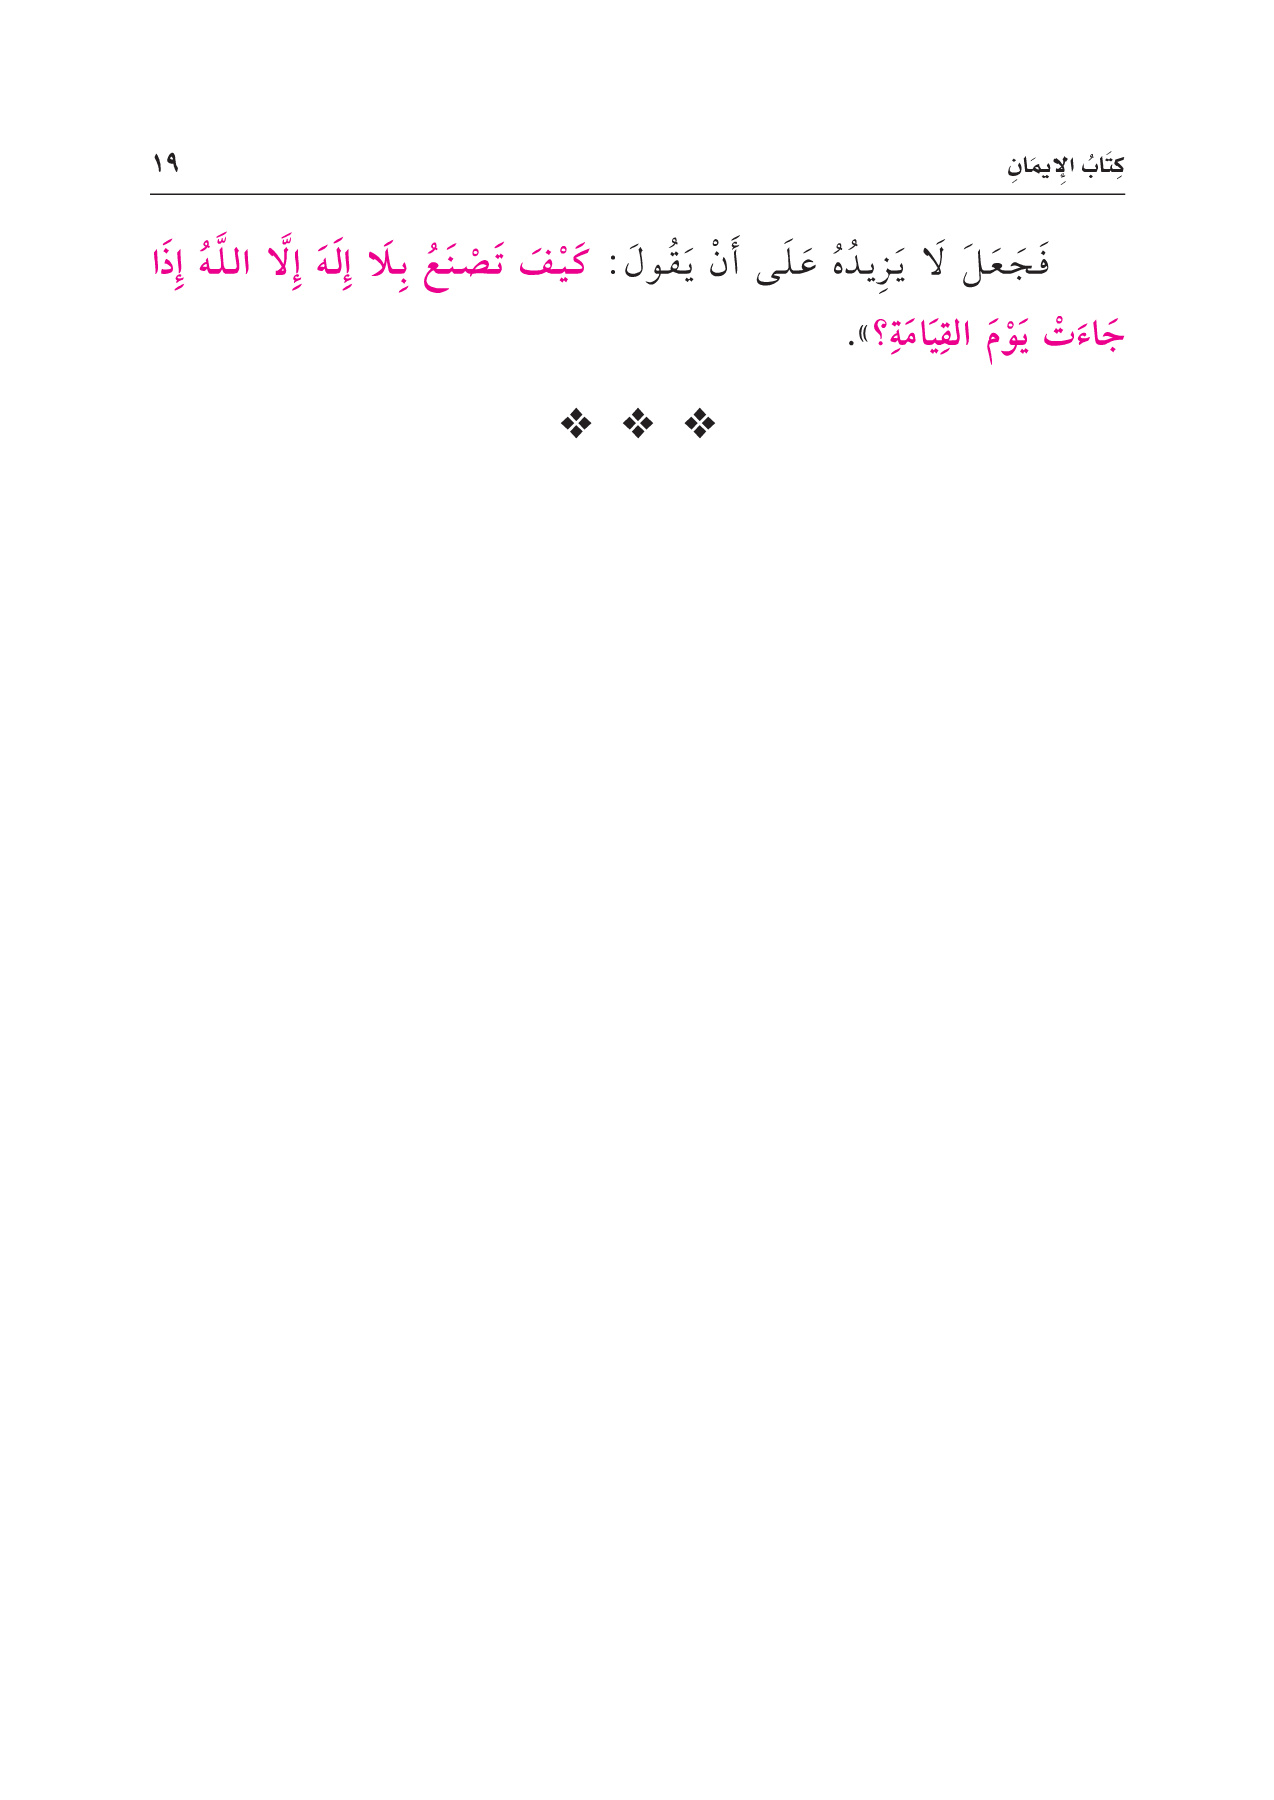 كِتَابُ الإِيمَانِ ١٩
فَجَعَلَ لَا يَزِيدُهُ عَلَى أَنْ يَقُولَ: كَيْفَ تَصْنَعُ بِلَا إِلَهَ إِلَّا اللَّهُ إِذَا
جَاءَتْ يَوْمَ القِيَامَةِ؟».